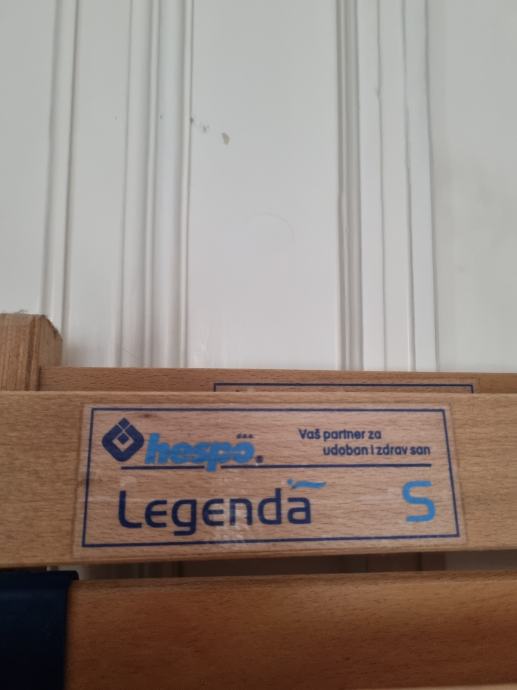 hespo® Vaš partner za
udoban i zdrav san
Legenda S